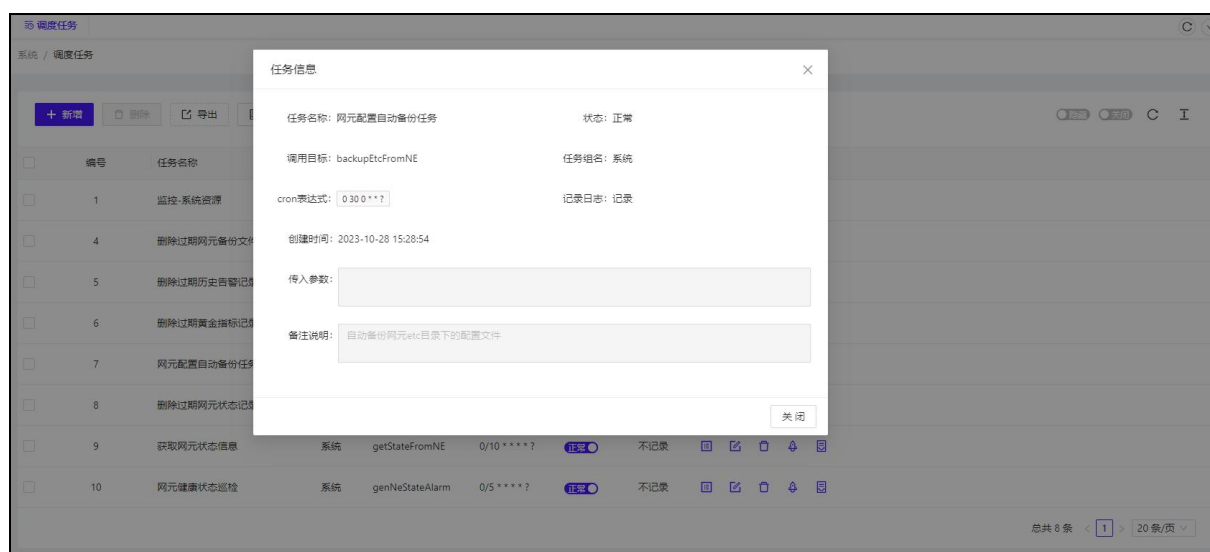 调度任务
系统 / 调度任务
任务信息
+ 新增 删除 导出
任务名称: 网元配置自动备份任务 状态: 正常
隐藏 关闭
调用目标: backupEtcFromNE 任务组名: 系统
编号 任务名称
cron表达式: 0 30 0 * * ? 记录日志: 记录
1 监控-系统资源
创建时间: 2023-10-28 15:28:54
4 删除过期网元备份文件
传入参数:
5 删除过期历史告警记录
备注说明: 自动备份网元etc目录下的配置文件
6 删除过期黄金指标记录
7 网元配置自动备份任务
8 删除过期网元状态记录
关 闭
9 获取网元状态信息 系统 getStateFromNE 0/10 * * * * ? 正常 不记录
10 网元健康状态巡检 系统 genNeStateAlarm 0/5 * * * * ? 正常 不记录
总共 8 条 < 1 > 20 条/页